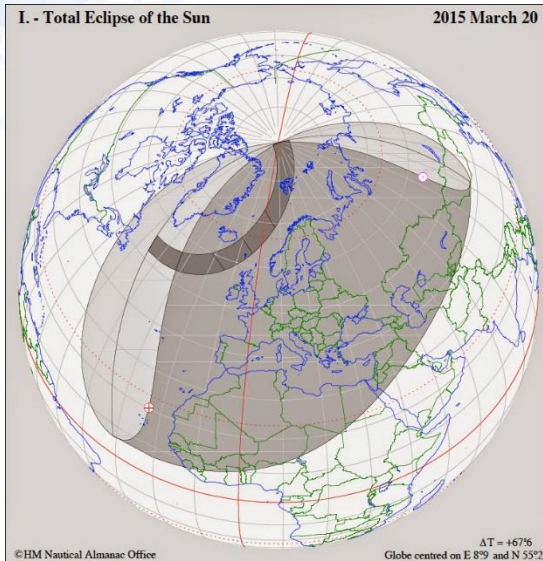 I. - Total Eclipse of the Sun
2015 March 20
ΔT = +67ˢ6
©HM Nautical Almanac Office
Globe centred on E 8°9 and N 55°2